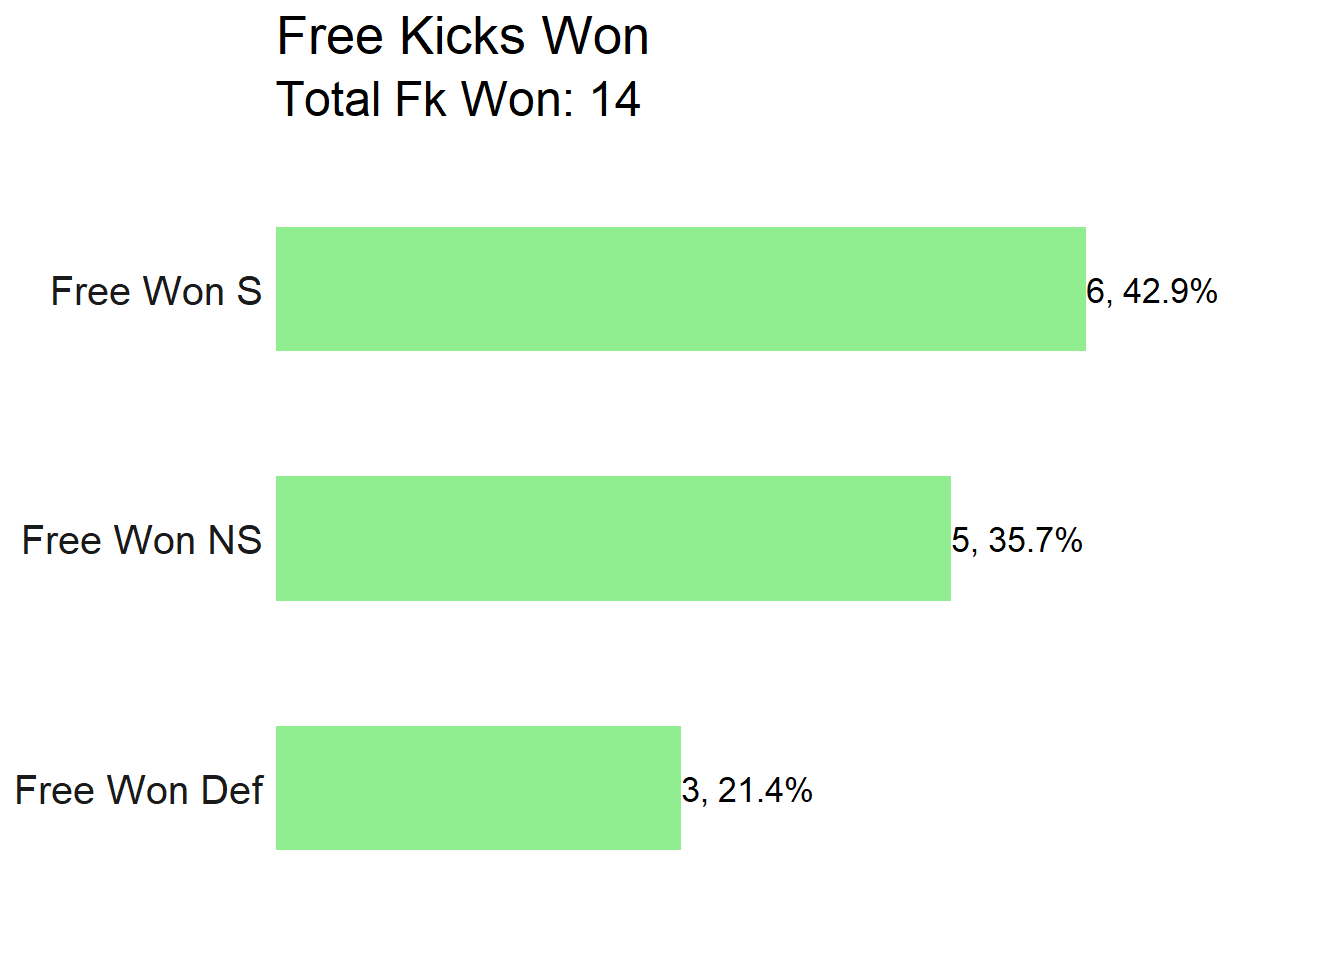 Free Kicks Won
Total Fk Won: 14
Free Won S
6, 42.9%
Free Won NS
5, 35.7%
Free Won Def
3, 21.4%